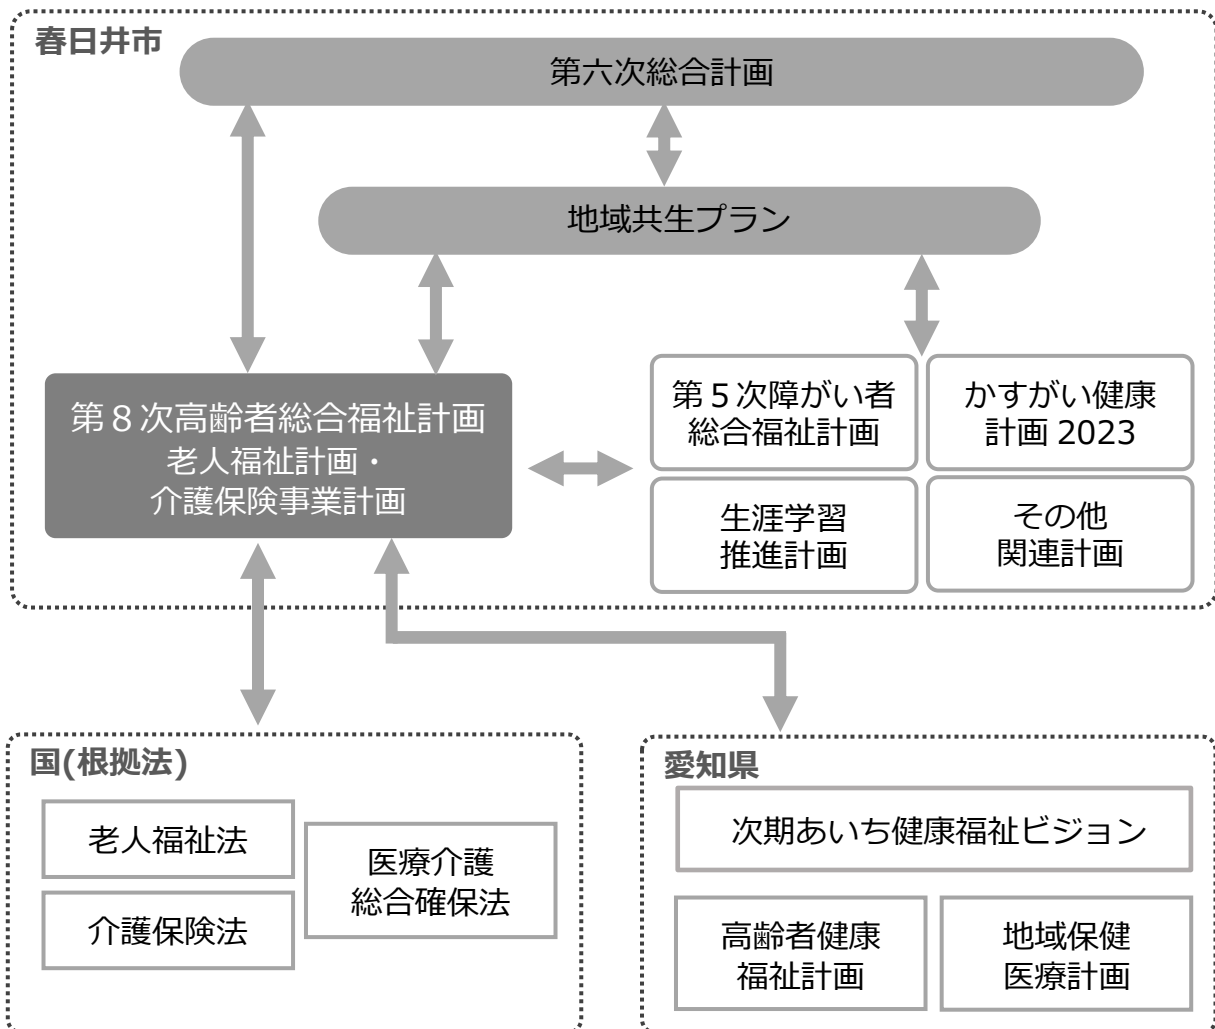 春日井市
第六次総合計画
地域共生プラン
第８次高齢者総合福祉計画
老人福祉計画・
介護保険事業計画
第５次障がい者
総合福祉計画
かすがい健康
計画 2023
生涯学習
推進計画
その他
関連計画
国(根拠法)
老人福祉法
介護保険法
医療介護
総合確保法
愛知県
次期あいち健康福祉ビジョン
高齢者健康
福祉計画
地域保健
医療計画